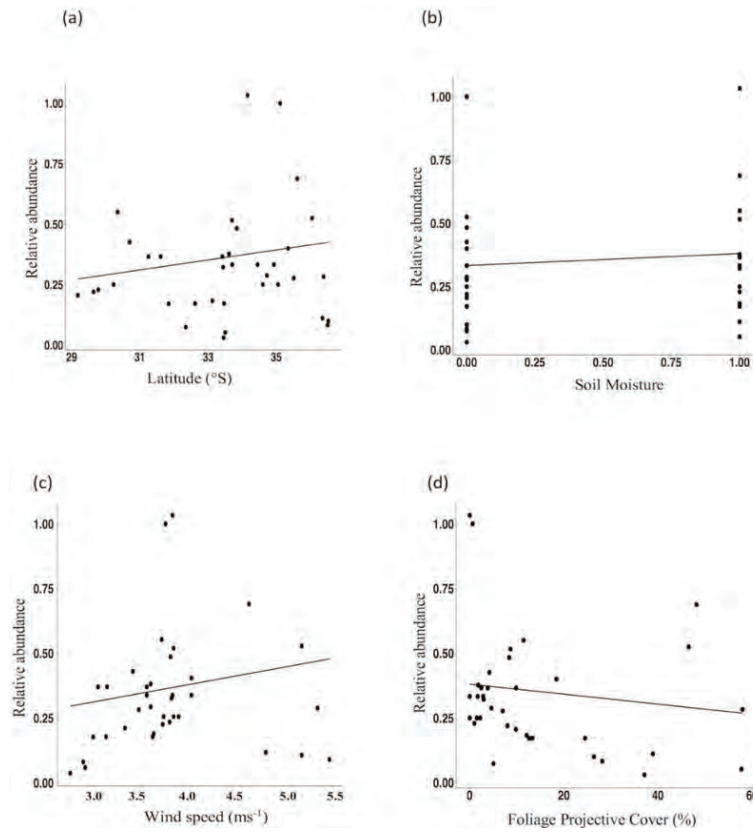 (a)
Relative abundance
1.00
0.75
0.50
0.25
0.00
29 31 33 35
Latitude (°S)
(b)
Relative abundance
1.00
0.75
0.50
0.25
0.00
0.00 0.25 0.50 0.75 1.00
Soil Moisture
(c)
Relative abundance
1.00
0.75
0.50
0.25
0.00
3.0 3.5 4.0 4.5 5.0 5.5
Wind speed (ms⁻¹)
(d)
Relative abundance
1.00
0.75
0.50
0.25
0.00
0 20 40 60
Foliage Projective Cover (%)